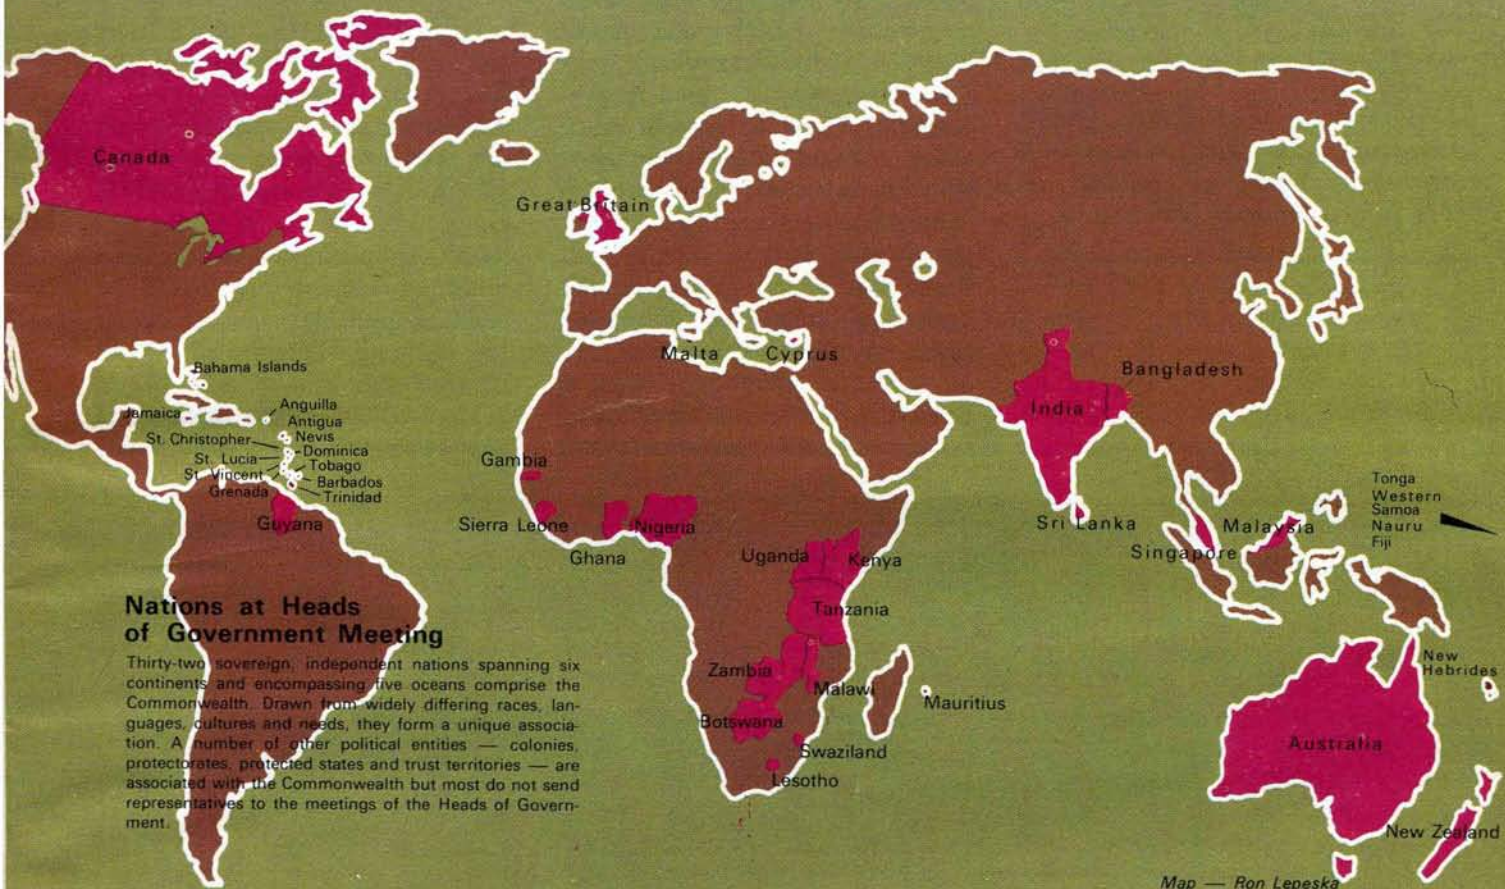 Canada
Great Britain
Malta
Cyprus
Bangladesh
India
Bahama Islands
Jamaica
Anguilla
Antigua
St. Christopher
Nevis
St. Lucia
Dominica
St. Vincent
Tobago
Grenada
Barbados
Trinidad
Guyana
Gambia
Sierra Leone
Ghana
Nigeria
Uganda
Kenya
Tanzania
Zambia
Malawi
Botswana
Swaziland
Lesotho
Mauritius
Sri Lanka
Malaysia
Singapore
Tonga
Western
Samoa
Nauru
Fiji
New
Hebrides
Australia
New Zealand
Nations at Heads
of Government Meeting
Thirty-two sovereign, independent nations spanning six
continents and encompassing five oceans comprise the
Commonwealth. Drawn from widely differing races, lan-
guages, cultures and needs, they form a unique associa-
tion. A number of other political entities — colonies,
protectorates, protected states and trust territories — are
associated with the Commonwealth but most do not send
representatives to the meetings of the Heads of Govern-
ment.
Map — Ron Lepeska